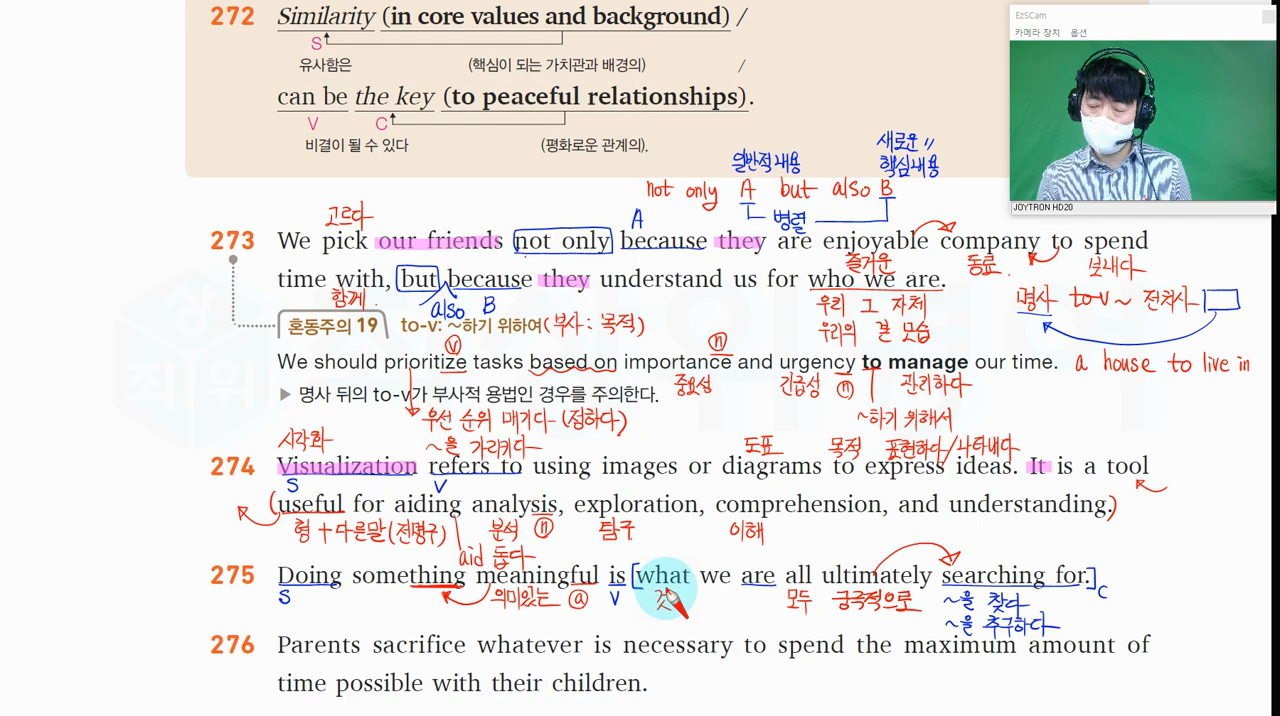 272 Similarity (in core values and background) /
S
유사함은 (핵심이 되는 가치관과 배경의) /
can be the key (to peaceful relationships).
V C
비결이 될 수 있다 (평화로운 관계의).
EzSCam
카메라 장치 옵션
JOYTRON HD20
일반적 내용 새로운 〃
핵심내용
not only A but also B
병렬
고르다 A
273 We pick our friends not only because they are enjoyable company to spend
즐거운 동료 보내다
time with, but because they understand us for who we are.
함께 also B 우리 그 자체 명사 to-v ~ 전치사
우리의 본 모습
혼동주의 19 to-v: ~하기 위하여(부사: 목적)
v n
We should prioritize tasks based on importance and urgency to manage our time. a house to live in
중요성 긴급성 n 관리하다
▶ 명사 뒤의 to-v가 부사적 용법인 경우를 주의한다.
우선 순위 매기다 (정하다) ~하기 위해서
시각화 ~을 가리키다 도표 목적 표현하다/나타내다
274 Visualization refers to using images or diagrams to express ideas. It is a tool
S V
(useful for aiding analysis, exploration, comprehension, and understanding.)
형 + 다른말 (전명구) 분석 n 탐구 이해
aid 돕다
275 Doing something meaningful is [what we are all ultimately searching for.] C
S 의미있는 a V 것 모두 궁극적으로 ~을 찾다
~을 추구하다
276 Parents sacrifice whatever is necessary to spend the maximum amount of
time possible with their children.